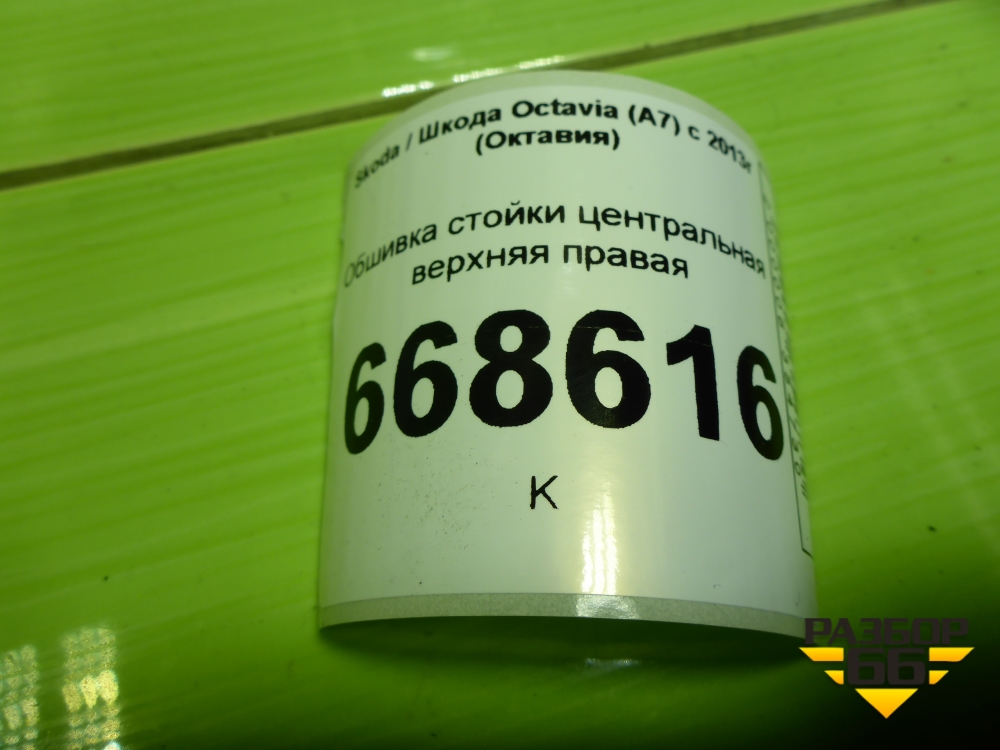 Skoda / Шкода Octavia (A7) с 2013г
(Октавия)
Обшивка стойки центральная
верхняя правая
668616
К
РАЗБОР
66